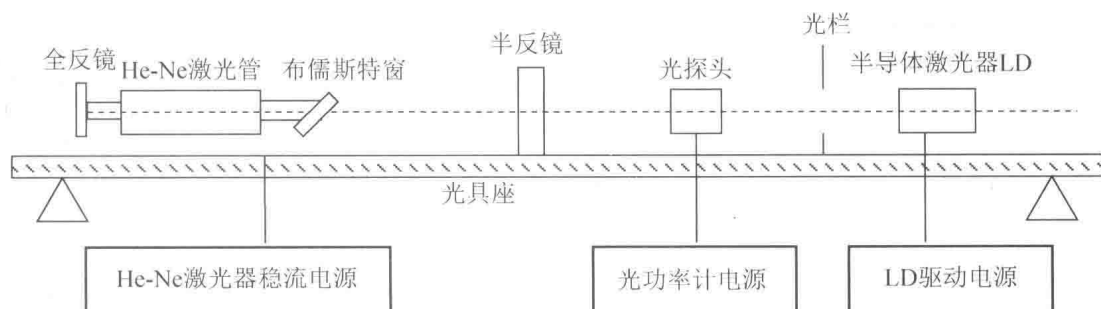 光栏
半反镜
全反镜
He-Ne激光管
布儒斯特窗
光探头
半导体激光器LD
光具座
He-Ne激光器稳流电源
光功率计电源
LD驱动电源